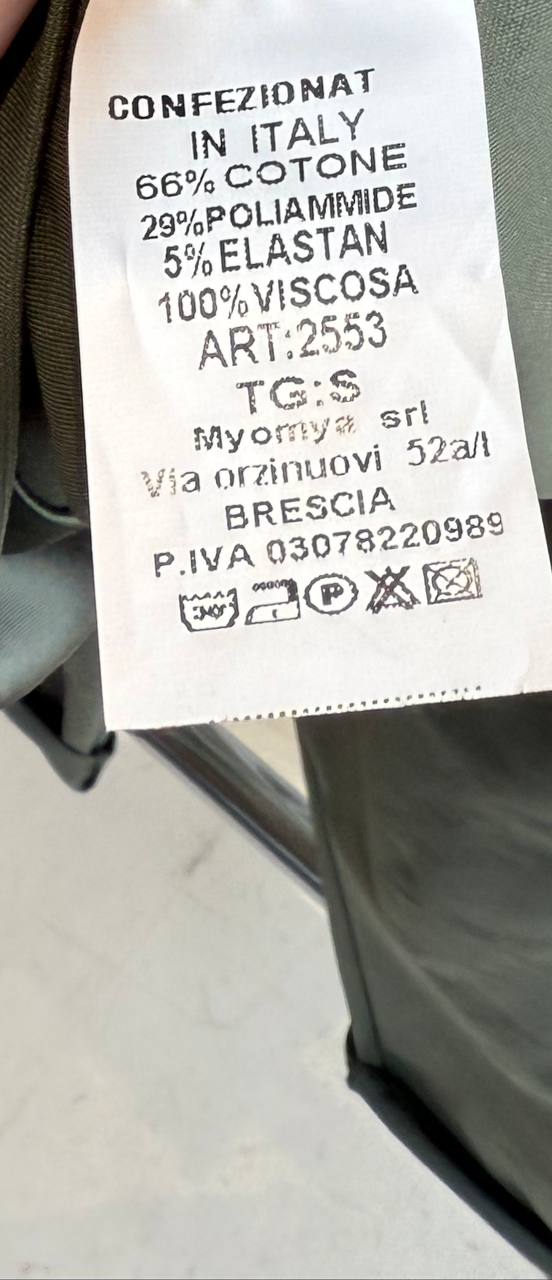 CONFEZIONAT
IN ITALY
66% COTONE
29%POLIAMMIDE
5% ELASTAN
100% VISCOSA
ART:2553
TG:S
Myomya srl
Via orzinuovi 52a/l
BRESCIA
P.IVA 03078220989
P